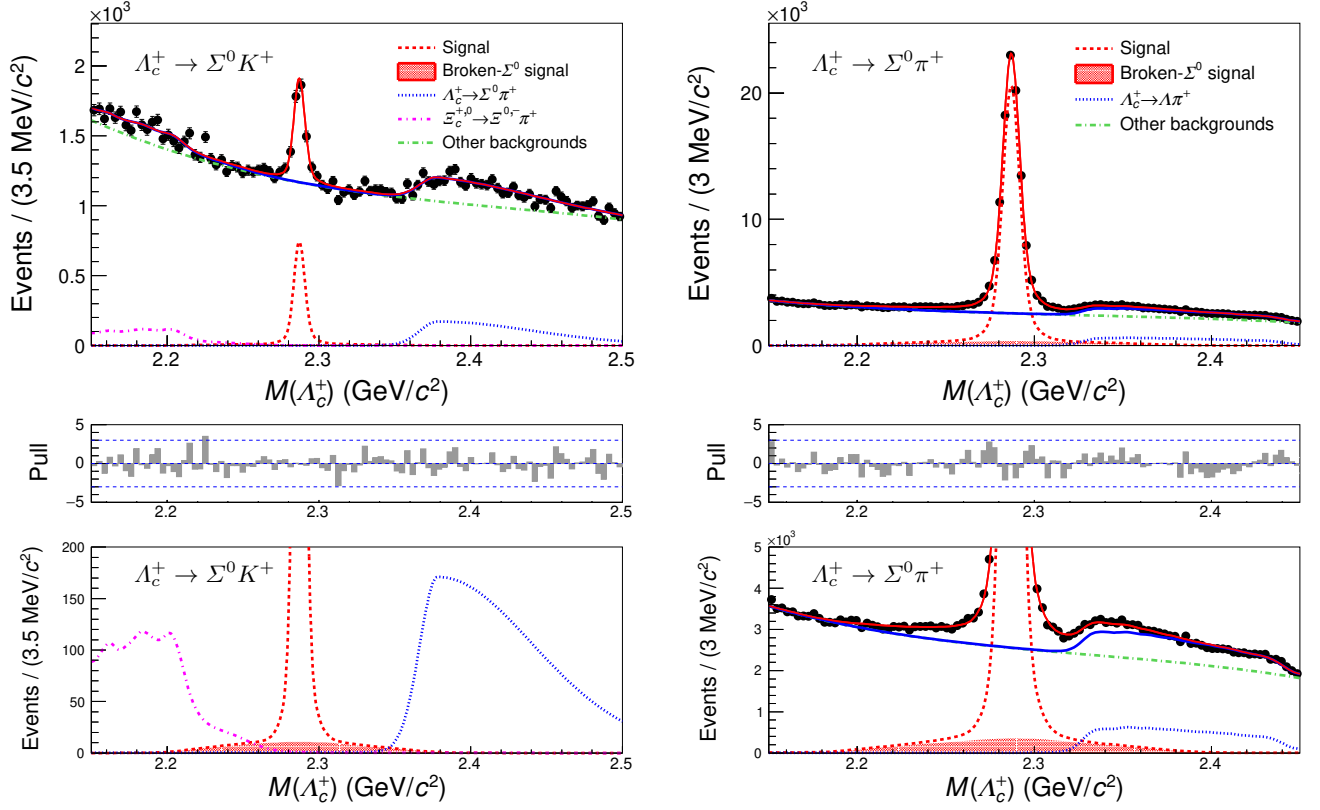 ×10³
Events / (3.5 MeV/c²)
2
1.5
1
0.5
0
Λc⁺ → Σ⁰K⁺
Signal
Broken-Σ⁰ signal
Λc⁺→Σ⁰π⁺
Ξc⁺,⁰→Ξ⁰,⁻π⁺
Other backgrounds
2.2 2.3 2.4 2.5
M(Λc⁺) (GeV/c²)
×10³
Events / (3 MeV/c²)
20
10
0
Λc⁺ → Σ⁰π⁺
Signal
Broken-Σ⁰ signal
Λc⁺→Λπ⁺
Other backgrounds
2.2 2.3 2.4
M(Λc⁺) (GeV/c²)
Pull
5
0
−5
2.2 2.3 2.4 2.5
Pull
5
0
−5
2.2 2.3 2.4
Events / (3.5 MeV/c²)
200
150
100
50
0
Λc⁺ → Σ⁰K⁺
2.2 2.3 2.4 2.5
M(Λc⁺) (GeV/c²)
×10³
Events / (3 MeV/c²)
5
4
3
2
1
0
Λc⁺ → Σ⁰π⁺
2.2 2.3 2.4
M(Λc⁺) (GeV/c²)